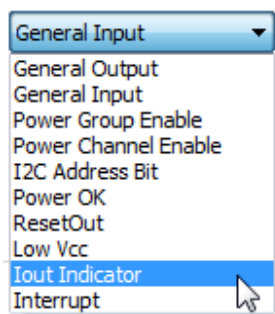 General Input
General Output
General Input
Power Group Enable
Power Channel Enable
I2C Address Bit
Power OK
ResetOut
Low Vcc
Iout Indicator
Interrupt